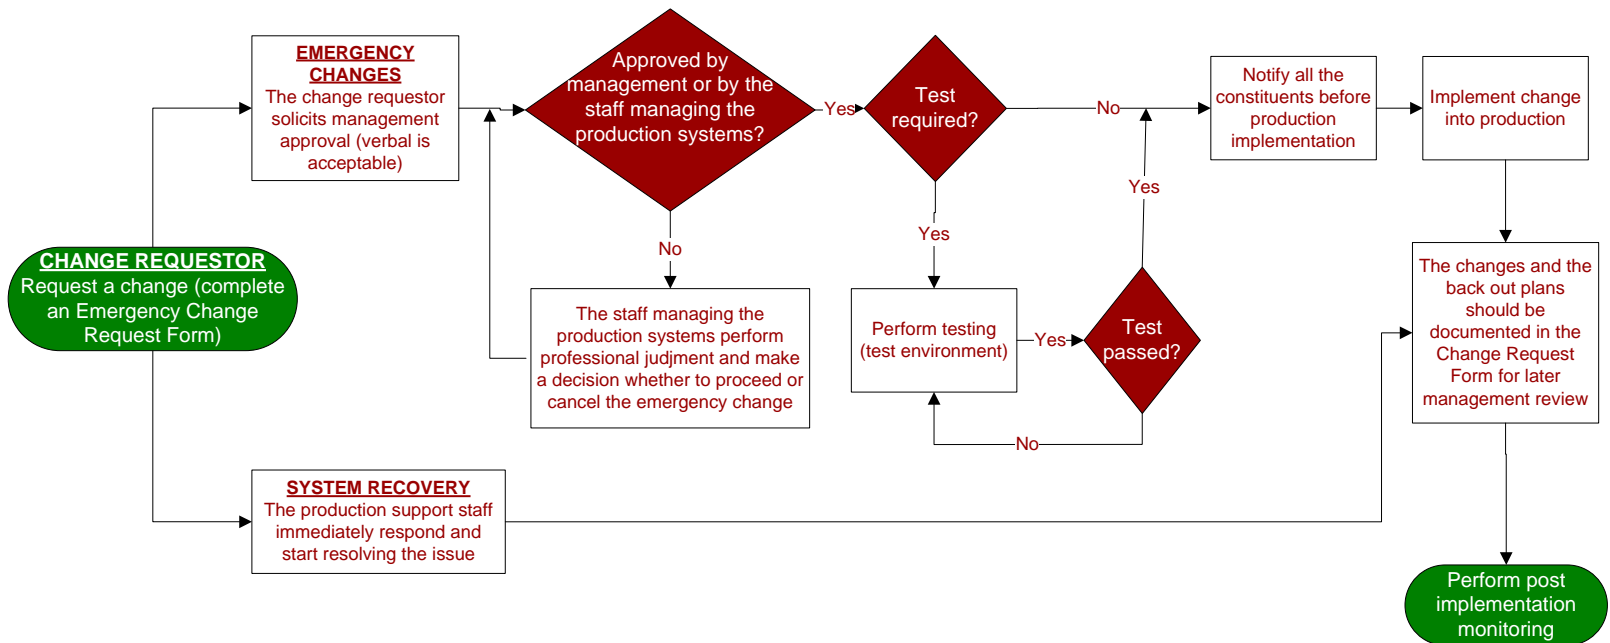 EMERGENCY
CHANGES
The change requestor
solicits management
approval (verbal is
acceptable)
Approved by
management or by the
staff managing the
production systems?
Yes
Test
required?
No
Notify all the
constituents before
production
implementation
Implement change
into production
Yes
No
Yes
CHANGE REQUESTOR
Request a change (complete
an Emergency Change
Request Form)
The staff managing the
production systems perform
professional judgment and make
a decision whether to proceed or
cancel the emergency change
Perform testing
(test environment)
Yes
Test
passed?
No
The changes and the
back out plans
should be
documented in the
Change Request
Form for later
management review
SYSTEM RECOVERY
The production support staff
immediately respond and
start resolving the issue
Perform post
implementation
monitoring